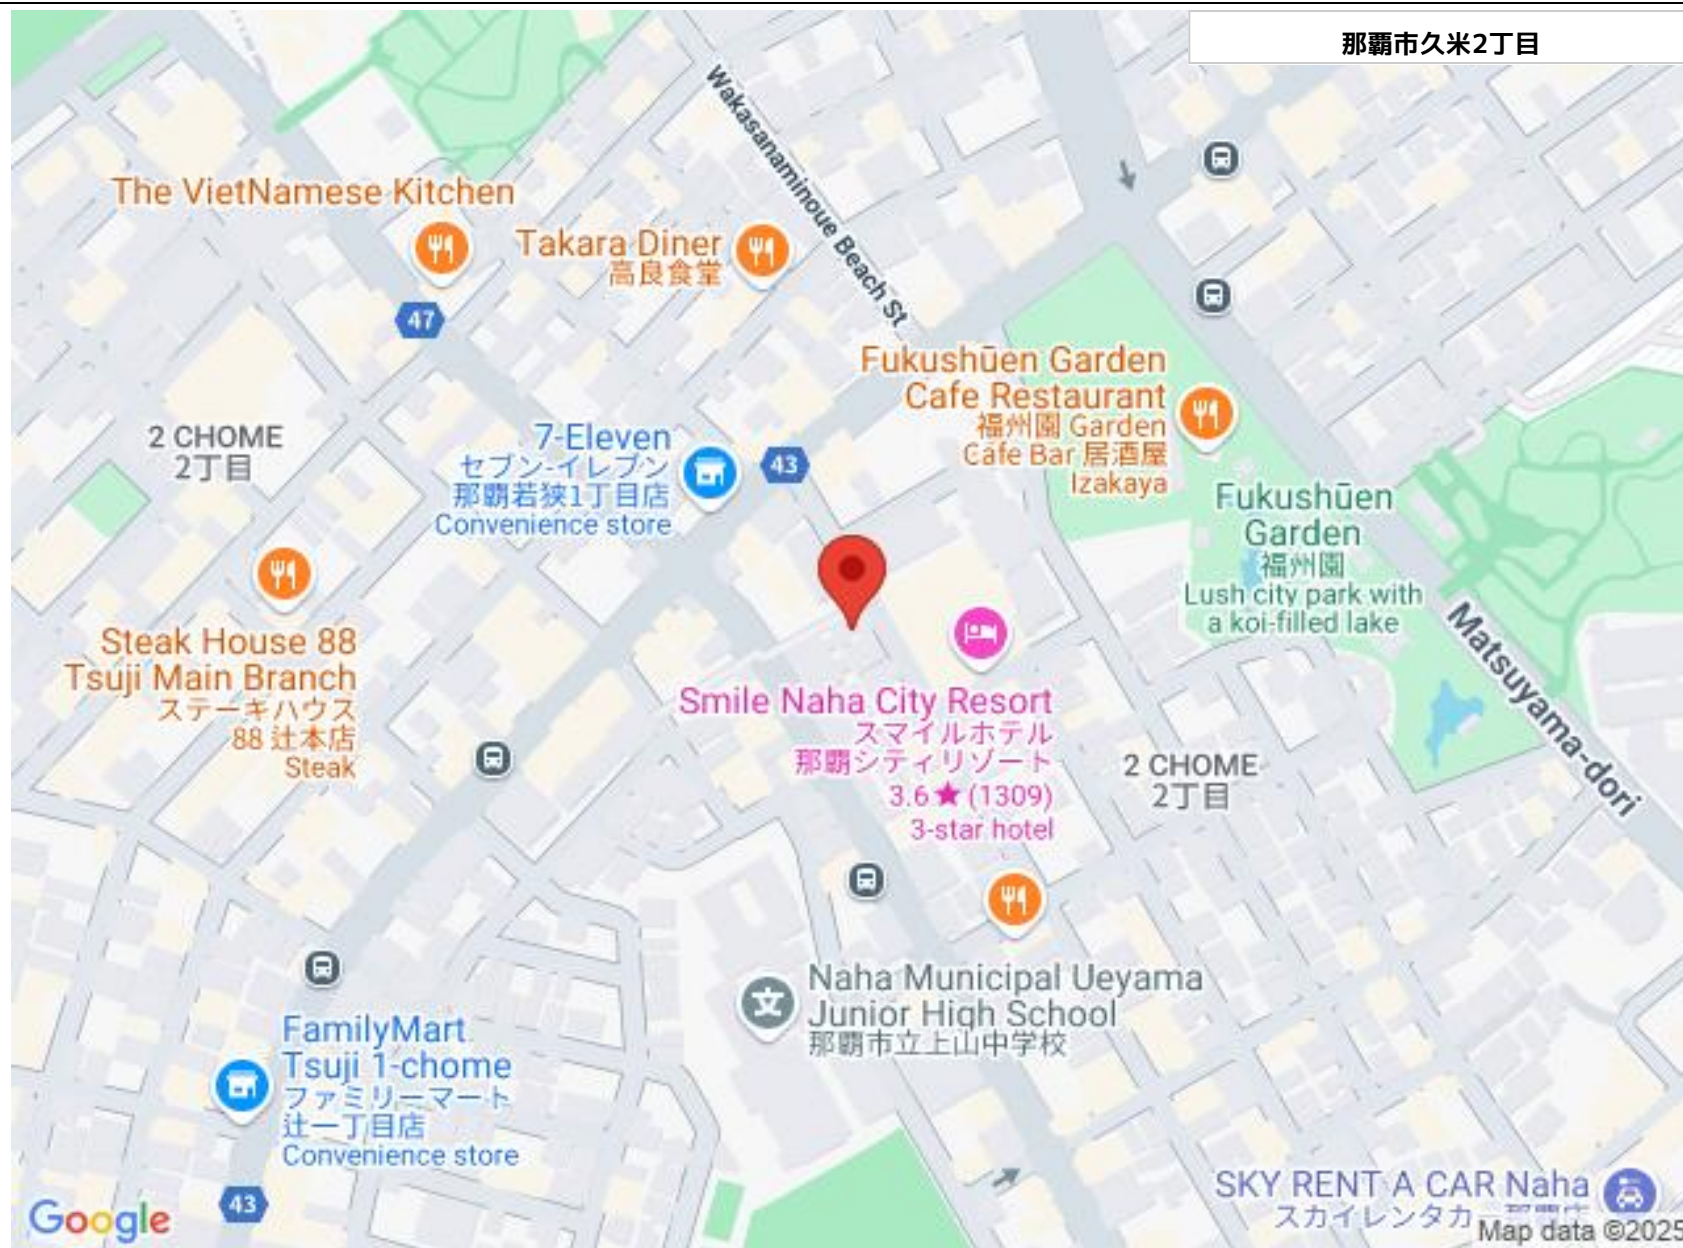 那覇市久米2丁目
Wakasanaminoue Beach St
The VietNamese Kitchen
Takara Diner
高良食堂
47
Fukushūen Garden
Cafe Restaurant
福州園 Garden
Cafe Bar 居酒屋
Izakaya
2 CHOME
2丁目
7-Eleven
セブン-イレブン
那覇若狭1丁目店
Convenience store
43
Fukushūen
Garden
福州園
Lush city park with
a koi-filled lake
Matsuyama-dori
Steak House 88
Tsuji Main Branch
ステーキハウス
88 辻本店
Steak
Smile Naha City Resort
スマイルホテル
那覇シティリゾート
3.6★(1309)
3-star hotel
2 CHOME
2丁目
Naha Municipal Ueyama
Junior High School
那覇市立上山中学校
文
FamilyMart
Tsuji 1-chome
ファミリーマート
辻一丁目店
Convenience store
43
SKY RENT A CAR Naha
スカイレンタカ
Google
Map data ©2025